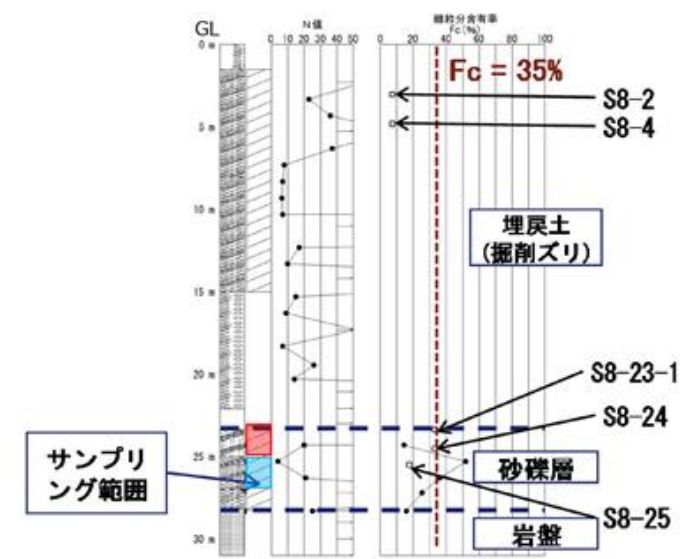 GL
N値
細粒分含有率
Fc(%)
0 10 20 30 40 50
0 20 40 60 80 100
0 m
5 m
10 m
15 m
20 m
25 m
30 m
Fc = 35%
S8-2
S8-4
埋戻土
(掘削ズリ)
S8-23-1
S8-24
サンプリ
ング範囲
砂礫層
S8-25
岩盤